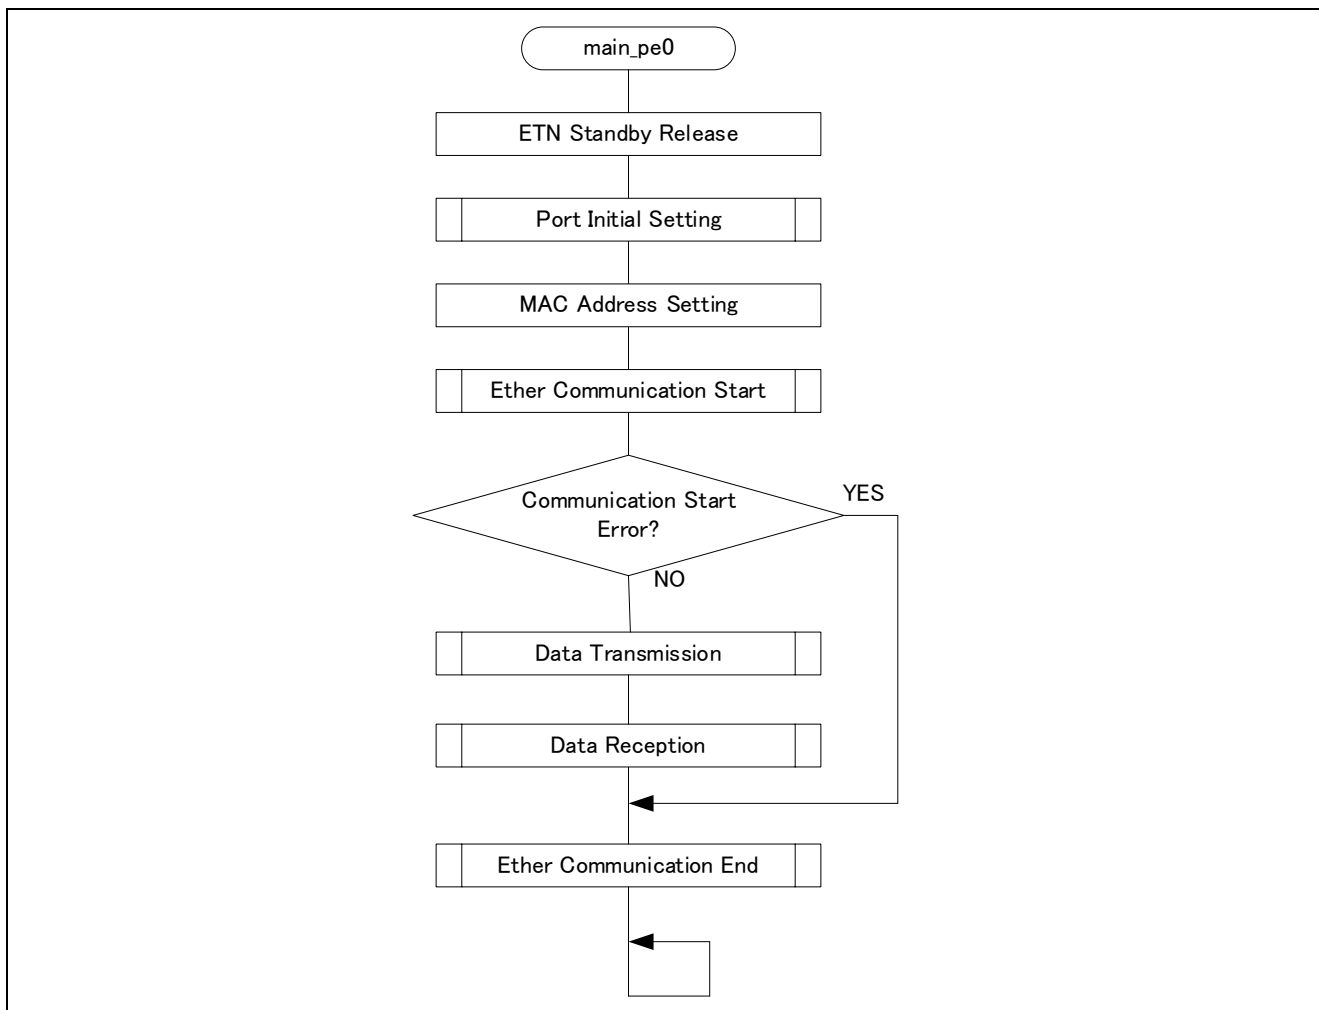 main_pe0
ETN Standby Release
Port Initial Setting
MAC Address Setting
Ether Communication Start
Communication Start
Error?
YES
NO
Data Transmission
Data Reception
Ether Communication End